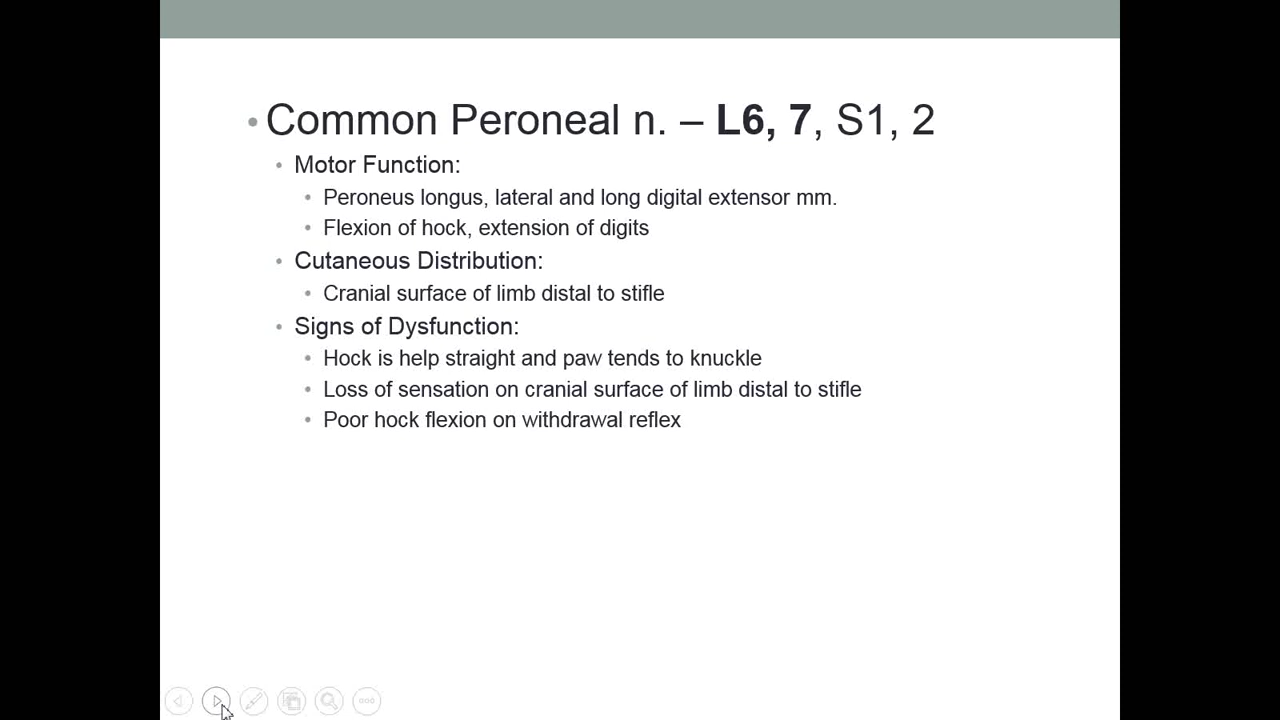 • Common Peroneal n. – L6, 7, S1, 2
• Motor Function:
• Peroneus longus, lateral and long digital extensor mm.
• Flexion of hock, extension of digits
• Cutaneous Distribution:
• Cranial surface of limb distal to stifle
• Signs of Dysfunction:
• Hock is help straight and paw tends to knuckle
• Loss of sensation on cranial surface of limb distal to stifle
• Poor hock flexion on withdrawal reflex